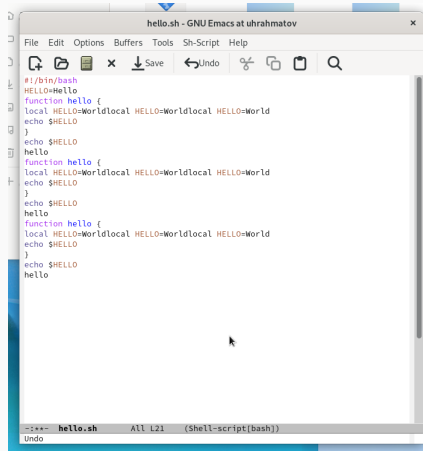 hello.sh - GNU Emacs at uhrahmatov
File Edit Options Buffers Tools Sh-Script Help
Save Undo
#!/bin/bash
HELLO=Hello
function hello {
local HELLO=Worldlocal HELLO=Worldlocal HELLO=World
echo $HELLO
}
echo $HELLO
hello
function hello {
local HELLO=Worldlocal HELLO=Worldlocal HELLO=World
echo $HELLO
}
echo $HELLO
hello
function hello {
local HELLO=Worldlocal HELLO=Worldlocal HELLO=World
echo $HELLO
}
echo $HELLO
hello
-:**- hello.sh All L21 (Shell-script[bash])
Undo